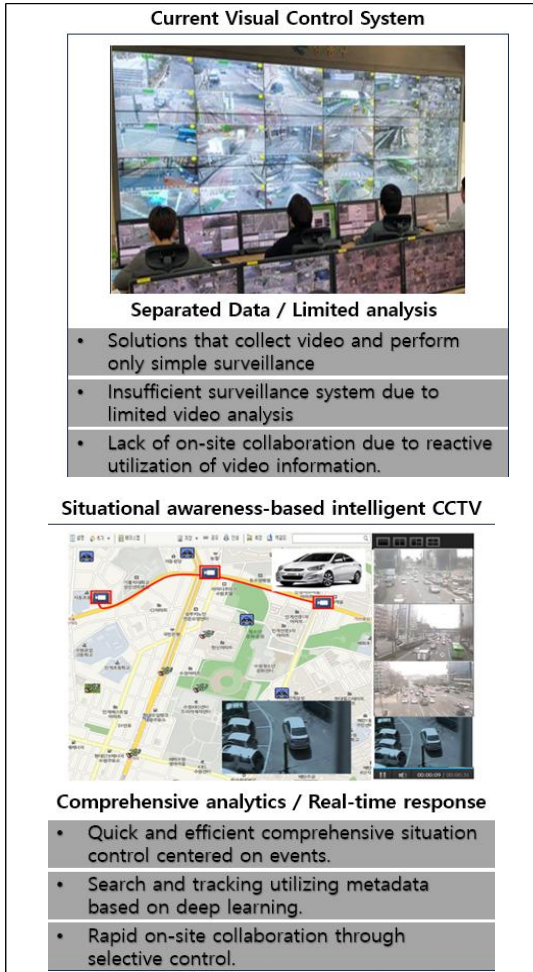 Current Visual Control System
Separated Data / Limited analysis
• Solutions that collect video and perform
only simple surveillance
• Insufficient surveillance system due to
limited video analysis
• Lack of on-site collaboration due to reactive
utilization of video information.
Situational awareness-based intelligent CCTV
00:00:09
Comprehensive analytics / Real-time response
• Quick and efficient comprehensive situation
control centered on events.
• Search and tracking utilizing metadata
based on deep learning.
• Rapid on-site collaboration through
selective control.